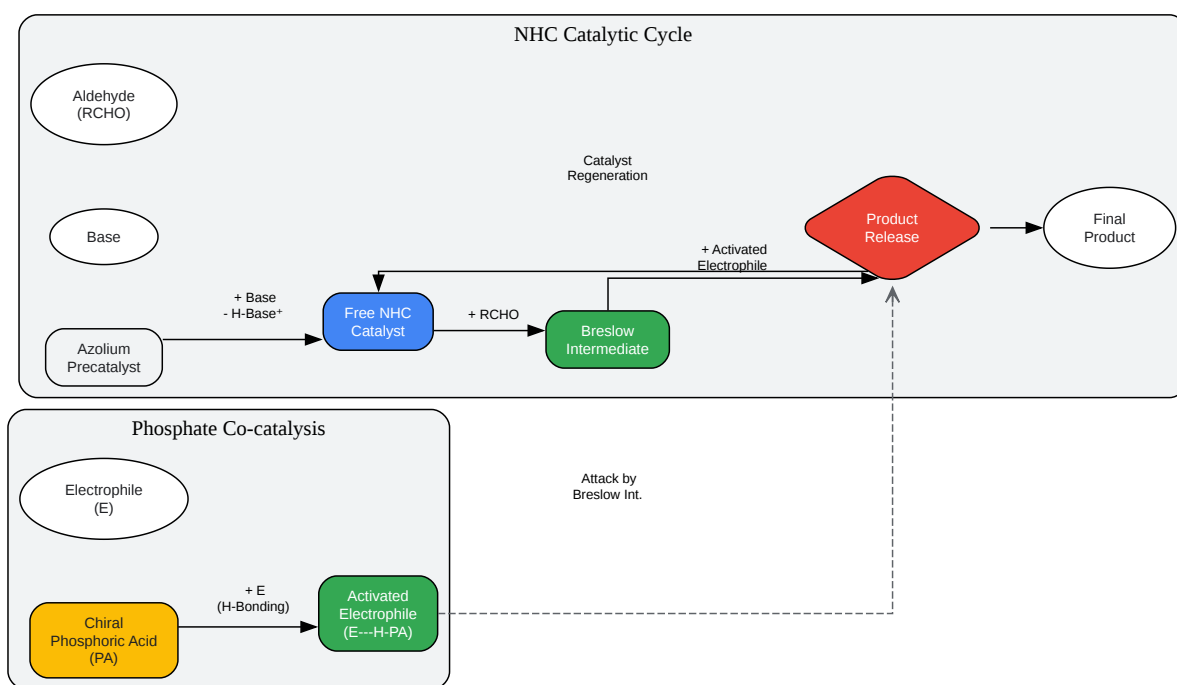 NHC Catalytic Cycle
Aldehyde
(RCHO)
Catalyst
Regeneration
Product
Release
Final
Product
Base
+ Activated
Electrophile
+ Base
- H-Base⁺
Free NHC
Catalyst
+ RCHO
Breslow
Intermediate
Azolium
Precatalyst
Phosphate Co-catalysis
Electrophile
(E)
Attack by
Breslow Int.
+ E
(H-Bonding)
Activated
Electrophile
(E---H-PA)
Chiral
Phosphoric Acid
(PA)